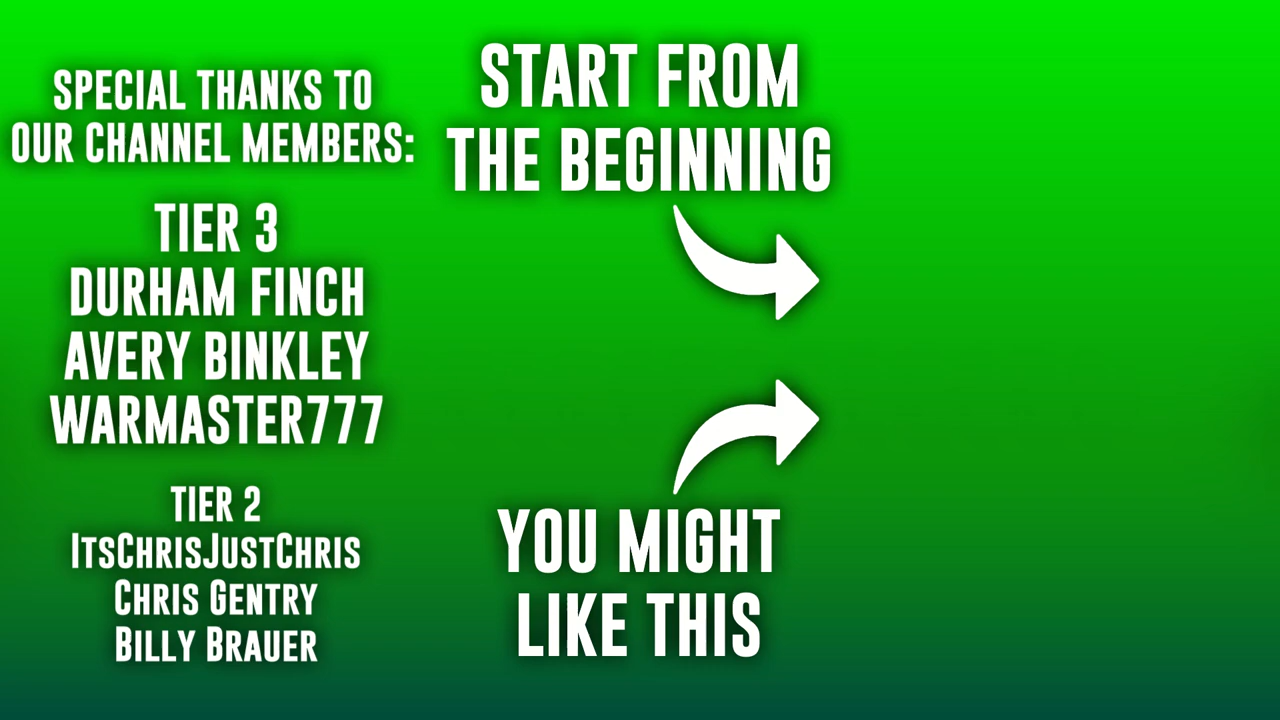 SPECIAL THANKS TO
OUR CHANNEL MEMBERS:
TIER 3
DURHAM FINCH
AVERY BINKLEY
WARMASTER777
TIER 2
ItsChrisJustChris
Chris Gentry
Billy Brauer
START FROM
THE BEGINNING
YOU MIGHT
LIKE THIS